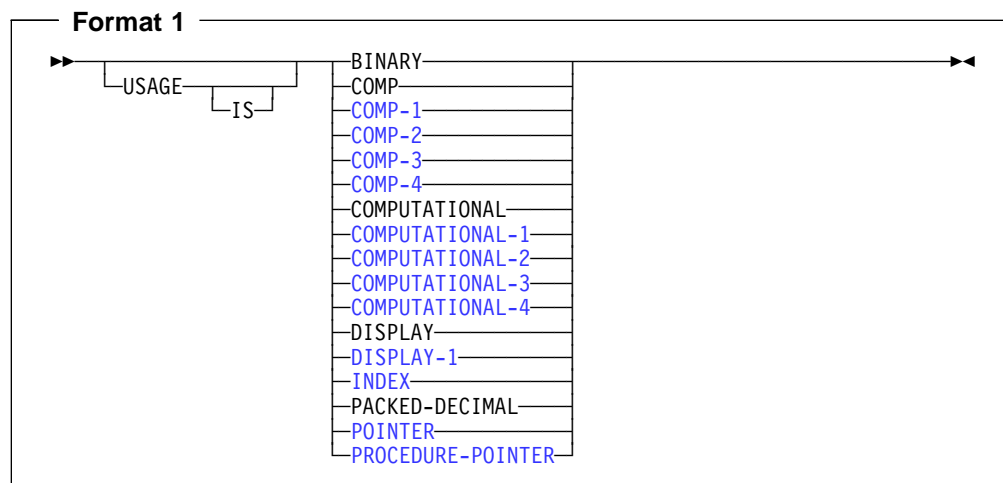 Format 1
BINARY
USAGE
IS
COMP
COMP-1
COMP-2
COMP-3
COMP-4
COMPUTATIONAL
COMPUTATIONAL-1
COMPUTATIONAL-2
COMPUTATIONAL-3
COMPUTATIONAL-4
DISPLAY
DISPLAY-1
INDEX
PACKED-DECIMAL
POINTER
PROCEDURE-POINTER